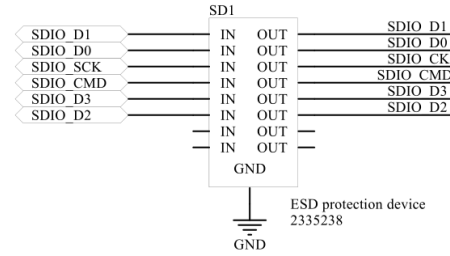 SD1
SDIO_D1 IN OUT SDIO_D1
SDIO_D0 IN OUT SDIO_D0
SDIO_SCK IN OUT SDIO_CK
SDIO_CMD IN OUT SDIO_CMD
SDIO_D3 IN OUT SDIO_D3
SDIO_D2 IN OUT SDIO_D2
IN OUT
IN OUT
GND
ESD protection device
2335238
GND